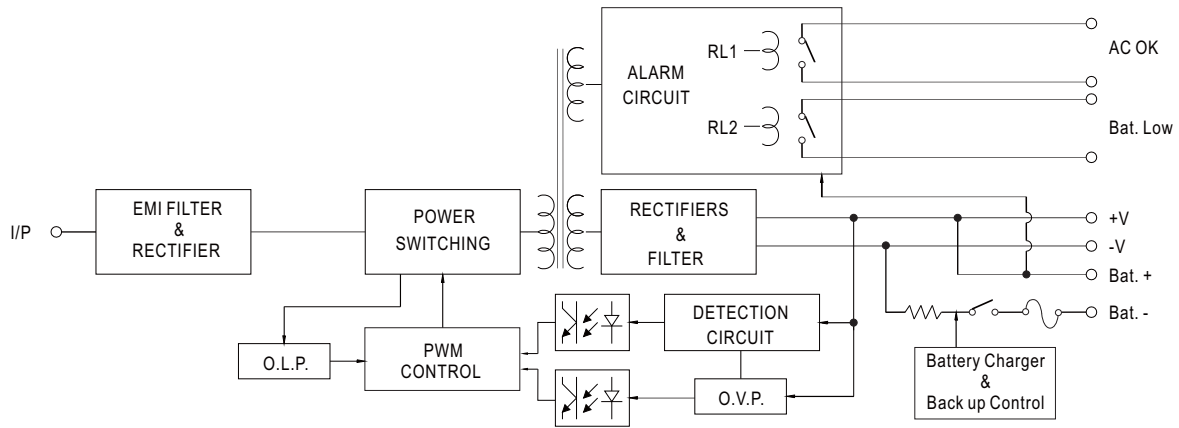 ALARM
CIRCUIT
RL1
RL2
AC OK
Bat. Low
I/P
EMI FILTER
&
RECTIFIER
POWER
SWITCHING
RECTIFIERS
&
FILTER
+V
-V
Bat. +
Bat. -
O.L.P.
PWM
CONTROL
DETECTION
CIRCUIT
O.V.P.
Battery Charger
&
Back up Control